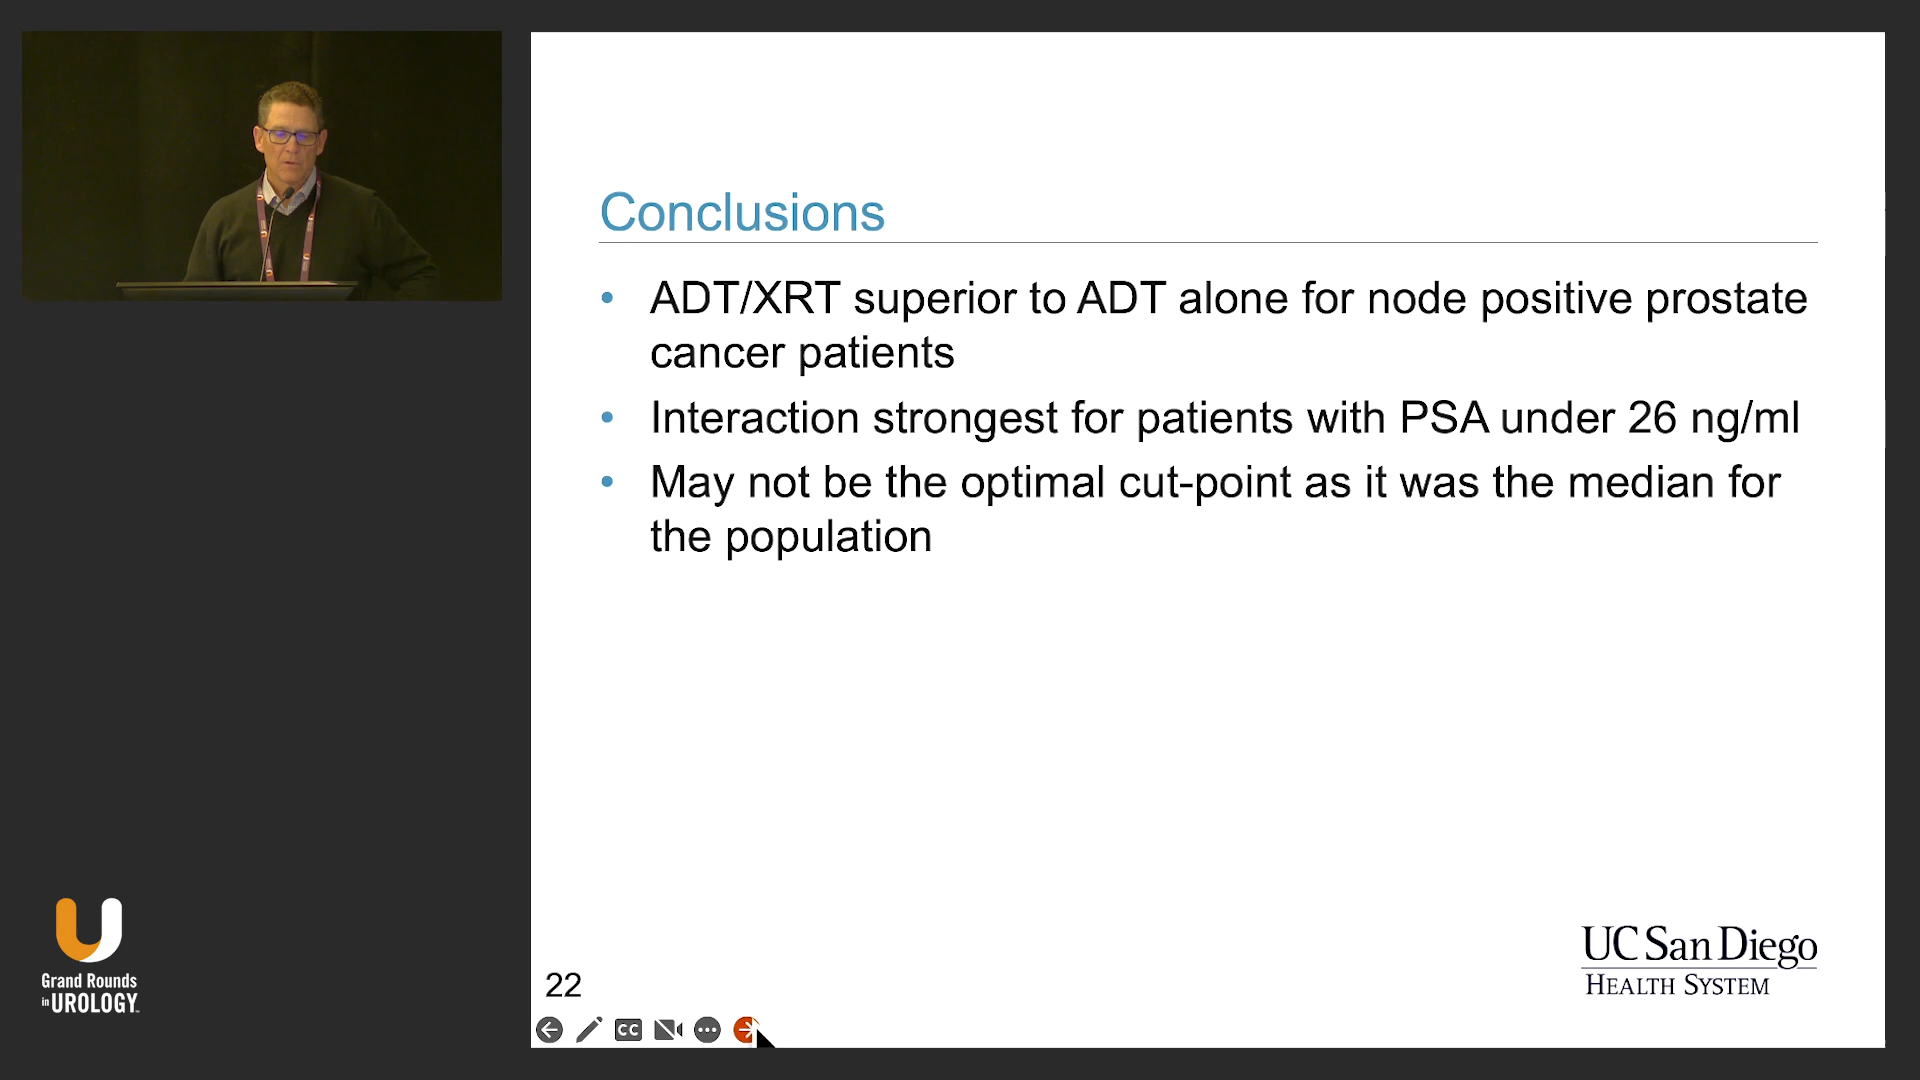 Conclusions
• ADT/XRT superior to ADT alone for node positive prostate
cancer patients
• Interaction strongest for patients with PSA under 26 ng/ml
• May not be the optimal cut-point as it was the median for
the population
22
CC
UC San Diego
HEALTH SYSTEM
Grand Rounds
in UROLOGY